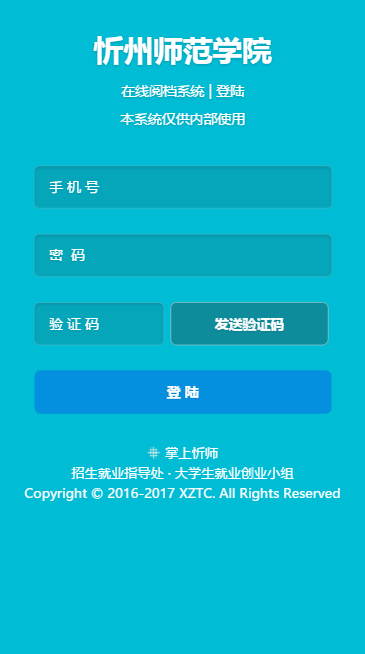 忻州师范学院
在线阅档系统 | 登陆
本系统仅供内部使用
手 机 号
密 码
验 证 码
发送验证码
登 陆
掌上忻师
招生就业指导处 · 大学生就业创业小组
Copyright © 2016-2017 XZTC. All Rights Reserved